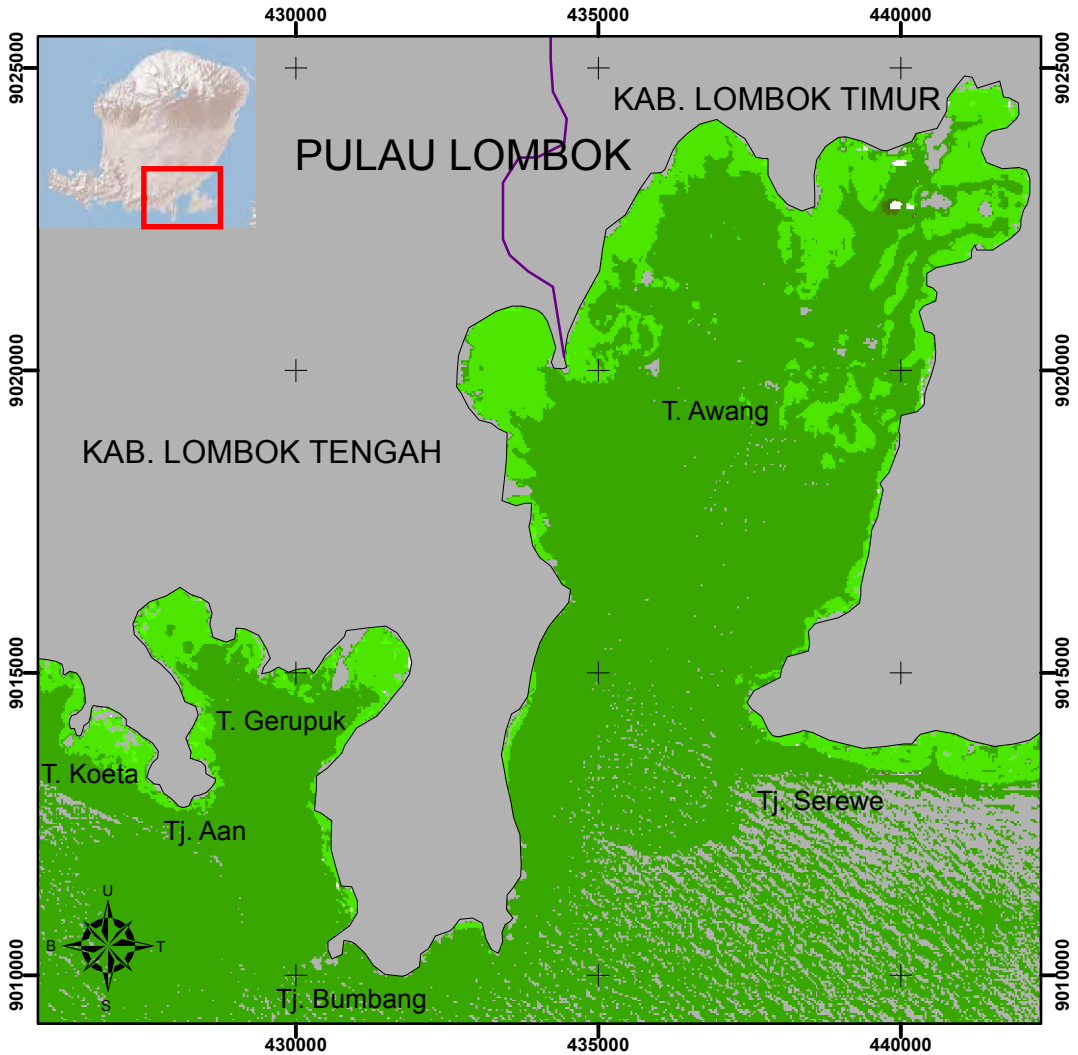 430000 435000 440000
9025000 9025000
KAB. LOMBOK TIMUR
PULAU LOMBOK
9020000 9020000
T. Awang
KAB. LOMBOK TENGAH
9015000 9015000
T. Gerupuk
T. Koeta
Tj. Serewe
Tj. Aan
U
B T
S
9010000 9010000
Tj. Bumbang
430000 435000 440000